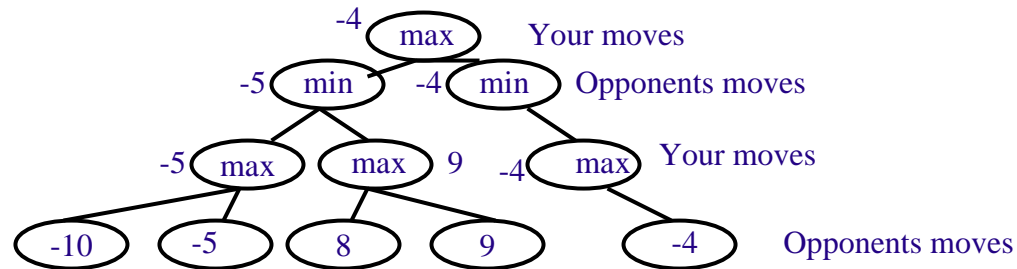 -4 max Your moves
-5 min -4 min Opponents moves
-5 max max 9 -4 max Your moves
-10 -5 8 9 -4 Opponents moves